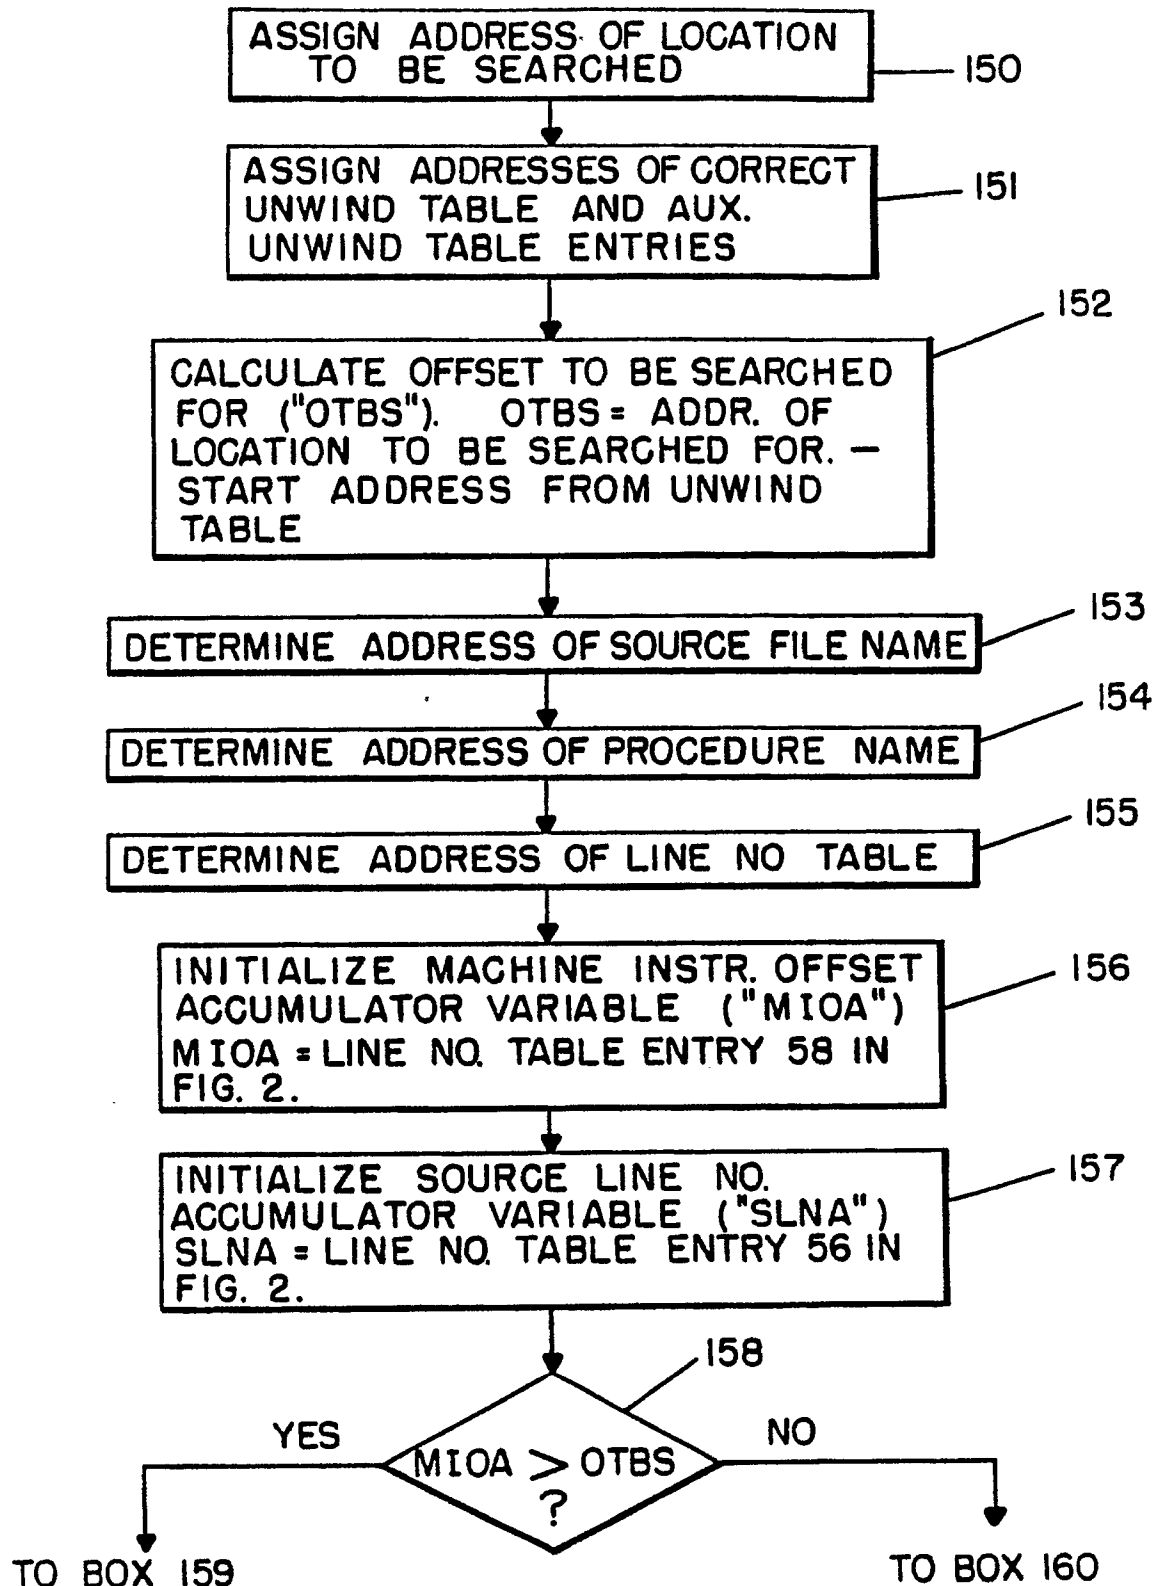 ASSIGN ADDRESS OF LOCATION
TO BE SEARCHED
150
ASSIGN ADDRESSES OF CORRECT
UNWIND TABLE AND AUX.
UNWIND TABLE ENTRIES
151
152
CALCULATE OFFSET TO BE SEARCHED
FOR ("OTBS"). OTBS = ADDR. OF
LOCATION TO BE SEARCHED FOR. —
START ADDRESS FROM UNWIND
TABLE
153
DETERMINE ADDRESS OF SOURCE FILE NAME
154
DETERMINE ADDRESS OF PROCEDURE NAME
155
DETERMINE ADDRESS OF LINE NO TABLE
INITIALIZE MACHINE INSTR. OFFSET
ACCUMULATOR VARIABLE ("MIOA")
MIOA = LINE NO. TABLE ENTRY 58 IN
FIG. 2.
156
INITIALIZE SOURCE LINE NO.
ACCUMULATOR VARIABLE ("SLNA")
SLNA = LINE NO. TABLE ENTRY 56 IN
FIG. 2.
157
158
YES
NO
MIOA > OTBS
?
TO BOX 159
TO BOX 160